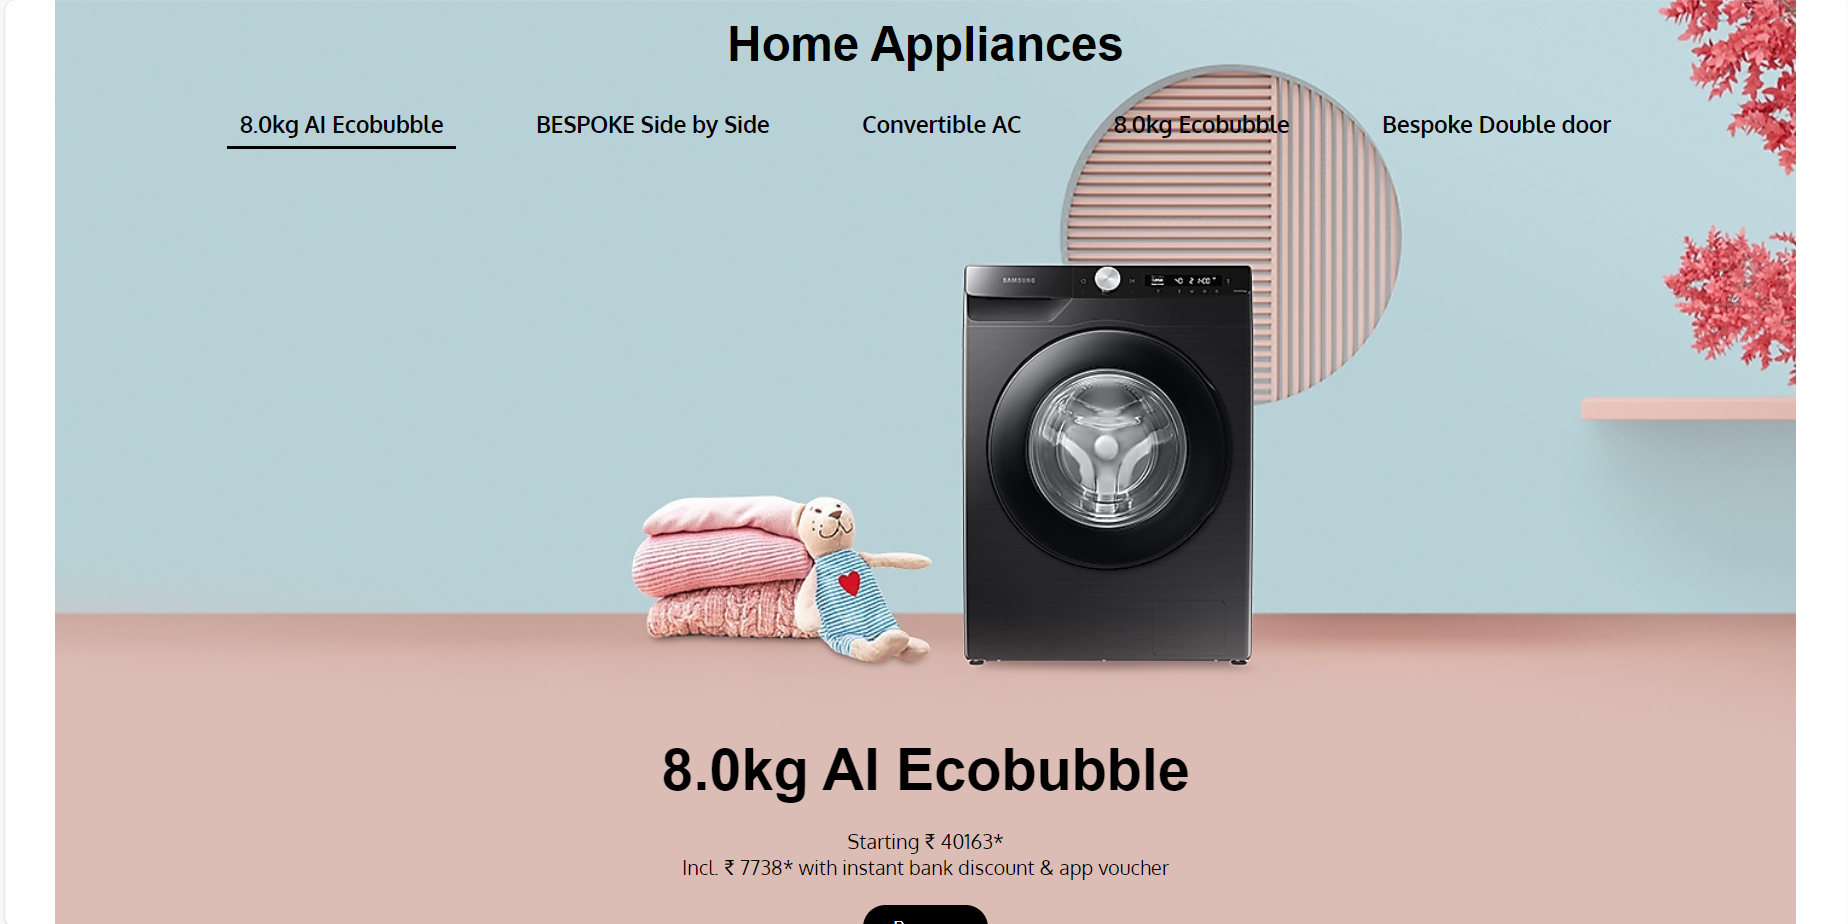 Home Appliances
8.0kg AI Ecobubble
BESPOKE Side by Side
Convertible AC
8.0kg Ecobubble
Bespoke Double door
SAMSUNG
8.0kg AI Ecobubble
Starting ₹ 40163*
Incl. ₹ 7738* with instant bank discount & app voucher